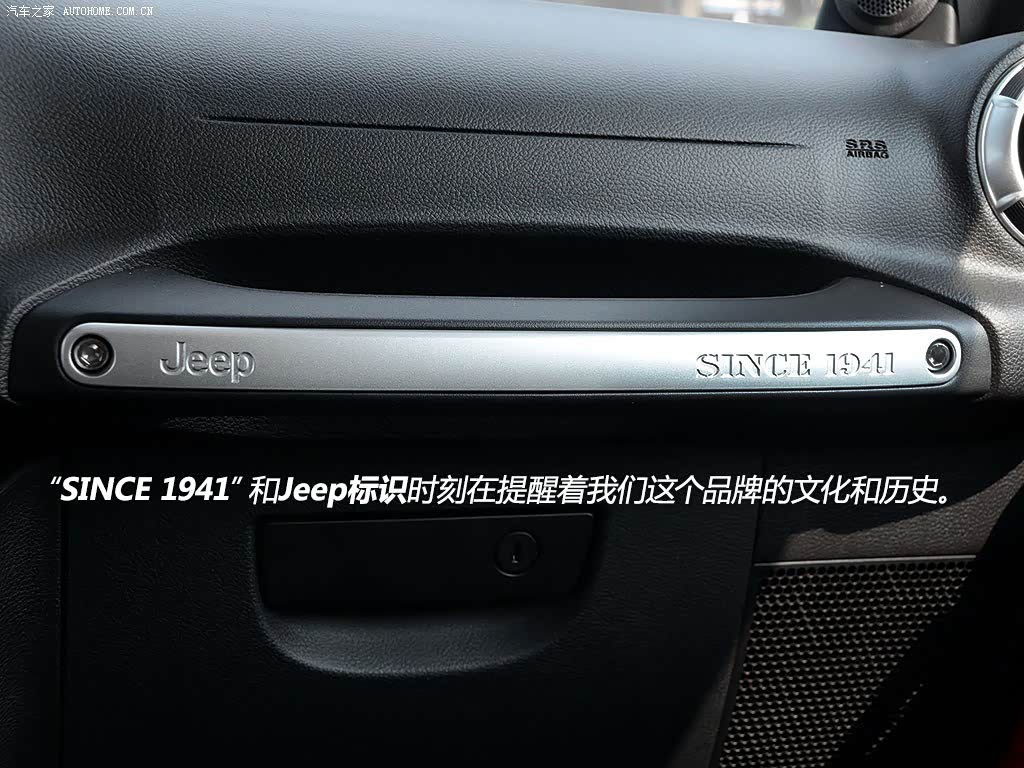 汽车之家 AUTOHOME.COM.CN
SRS
AIRBAG
Jeep SINCE 1941
“SINCE 1941”和Jeep标识时刻在提醒着我们这个品牌的文化和历史。